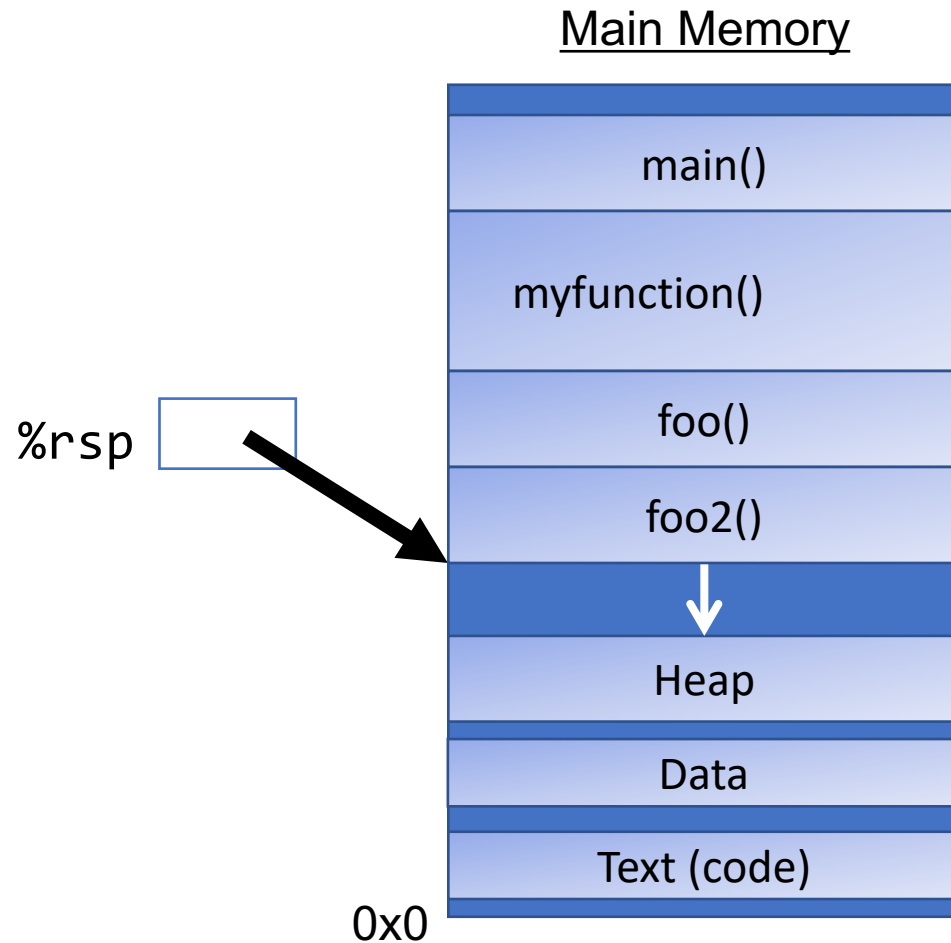 Main Memory
main()
myfunction()
foo()
%rsp
foo2()
Heap
Data
Text (code)
0x0